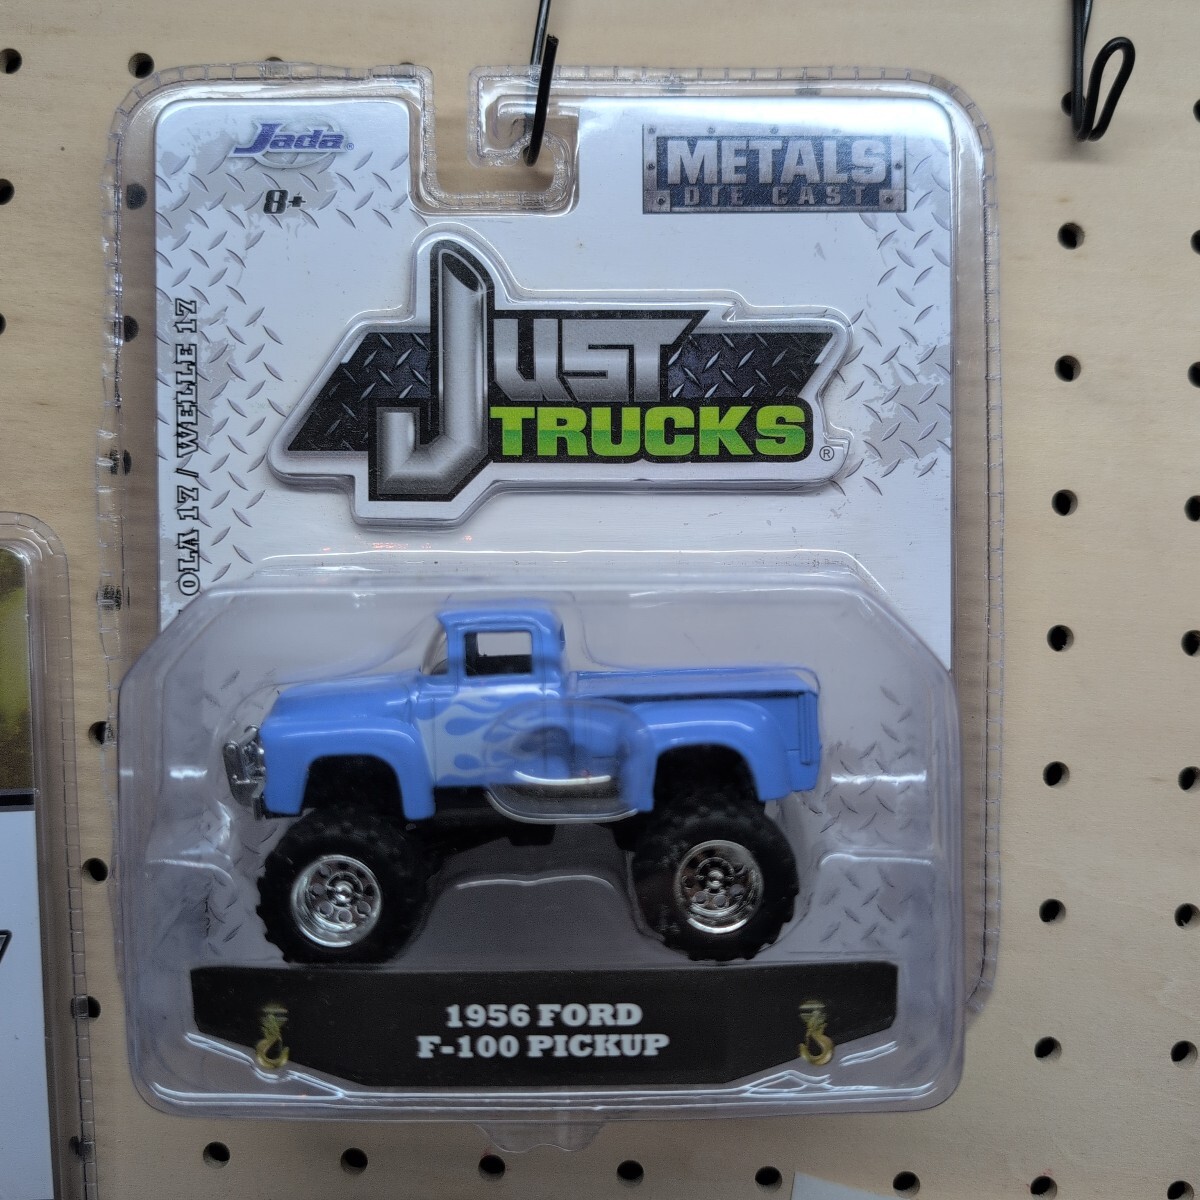 Jada®
8+
METALS
DIE CAST
JUST
TRUCKS®
OLA 17 / WELLE 17
1956 FORD
F-100 PICKUP